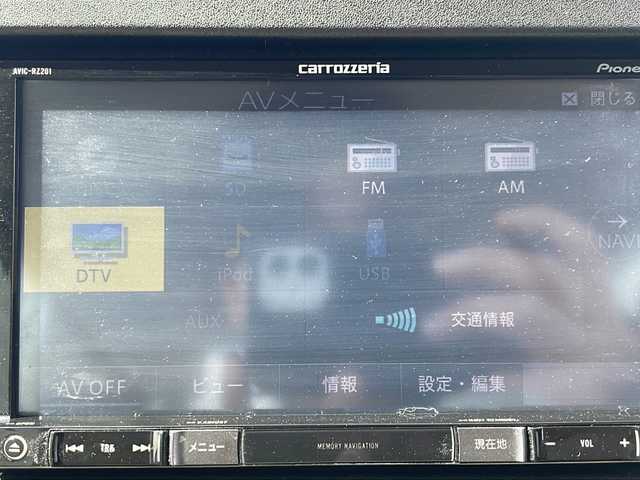 AVIC-RZ201 carrozzeria Pione
AVメニュー 閉じる
SD FM AM
DTV iPod USB NAVI
AUX 交通情報
AV OFF ビュー 情報 設定・編集
TRK メニュー MEMORY NAVIGATION 現在地 − VOL +